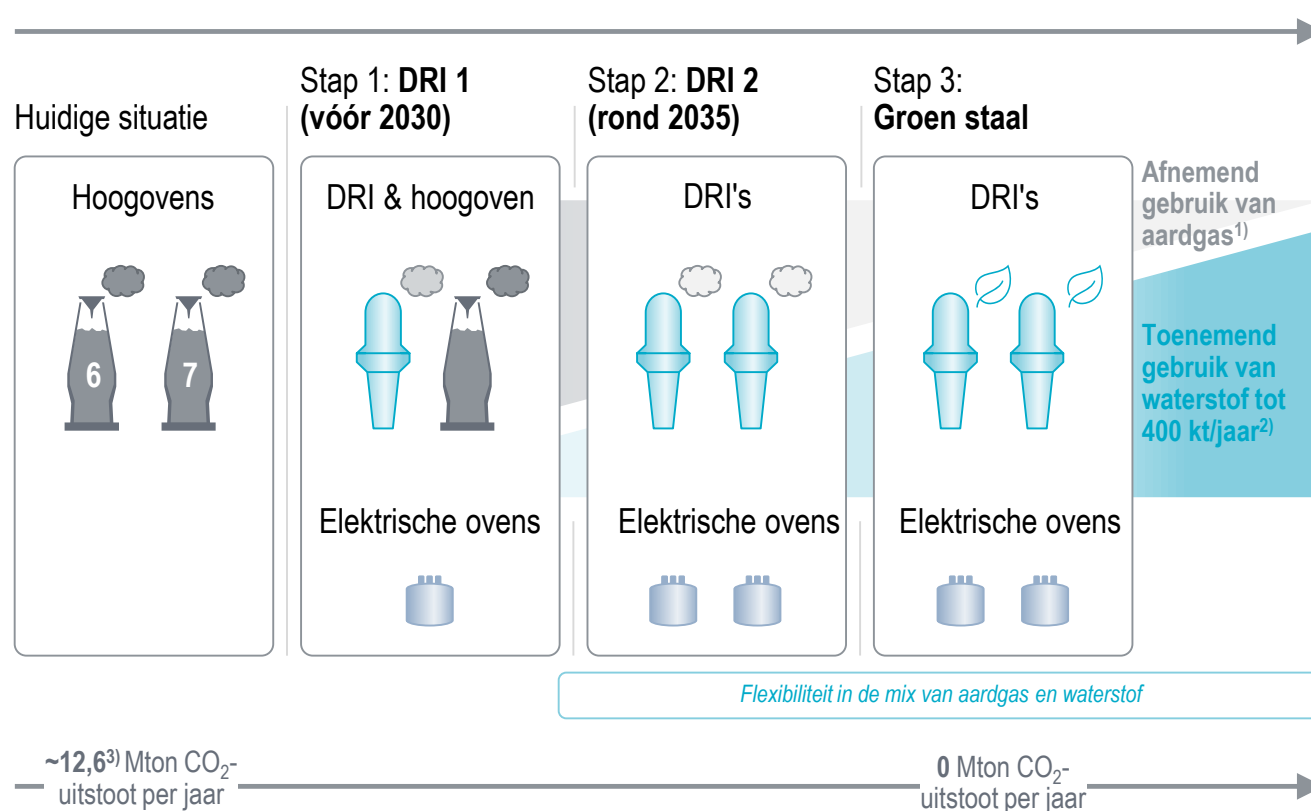 Huidige situatie
Stap 1: DRI 1
(vóór 2030)
Stap 2: DRI 2
(rond 2035)
Stap 3:
Groen staal
Hoogovens
6
7
DRI & hoogoven
Elektrische ovens
DRI's
Elektrische ovens
DRI's
Elektrische ovens
Afnemend
gebruik van
aardgas1)
Toenemend
gebruik van
waterstof tot
400 kt/jaar2)
Flexibiliteit in de mix van aardgas en waterstof
~12,63) Mton CO2-
uitstoot per jaar
0 Mton CO2-
uitstoot per jaar